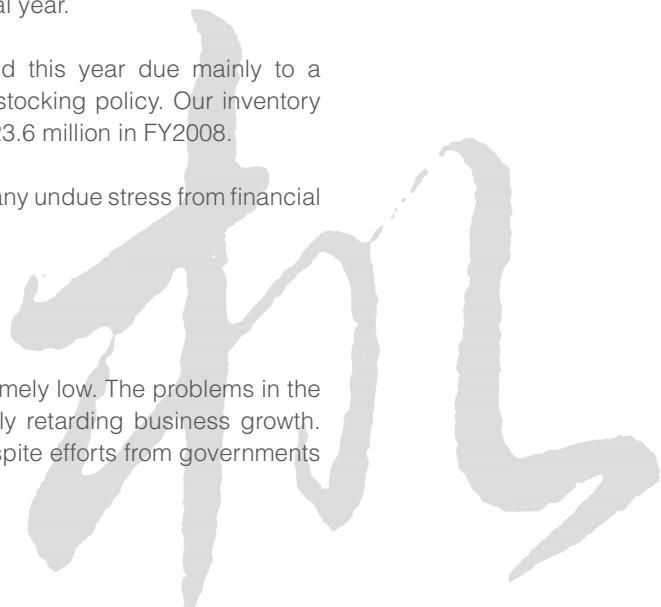 al year.
d this year due mainly to a
stocking policy. Our inventory
23.6 million in FY2008.
any undue stress from financial
mely low. The problems in the
ly retarding business growth.
spite efforts from governments
机